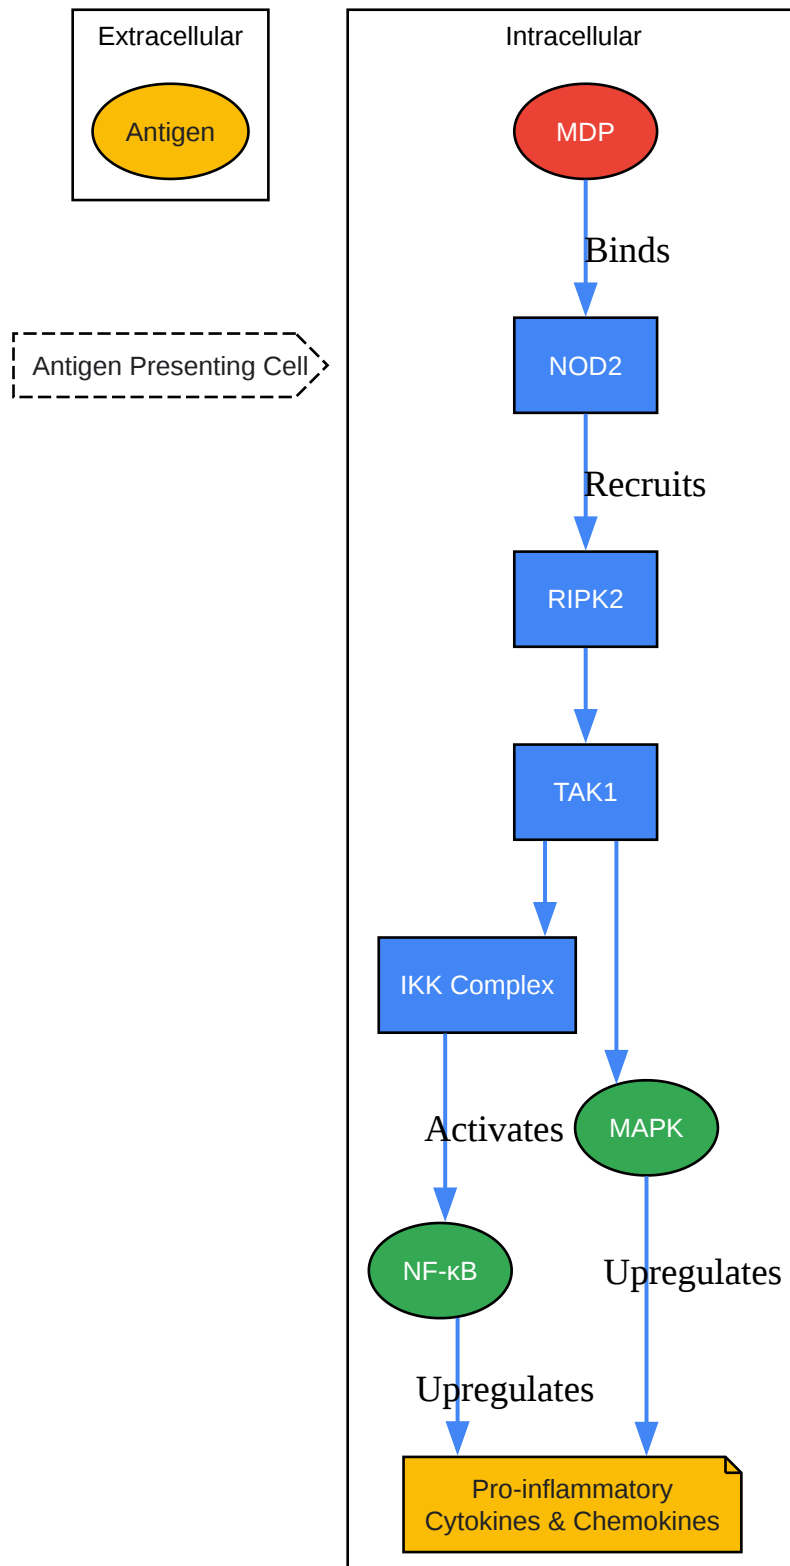 Extracellular
Antigen
Antigen Presenting Cell
Intracellular
MDP
Binds
NOD2
Recruits
RIPK2
TAK1
IKK Complex
Activates
MAPK
NF-κB
Upregulates
Upregulates
Pro-inflammatory
Cytokines & Chemokines